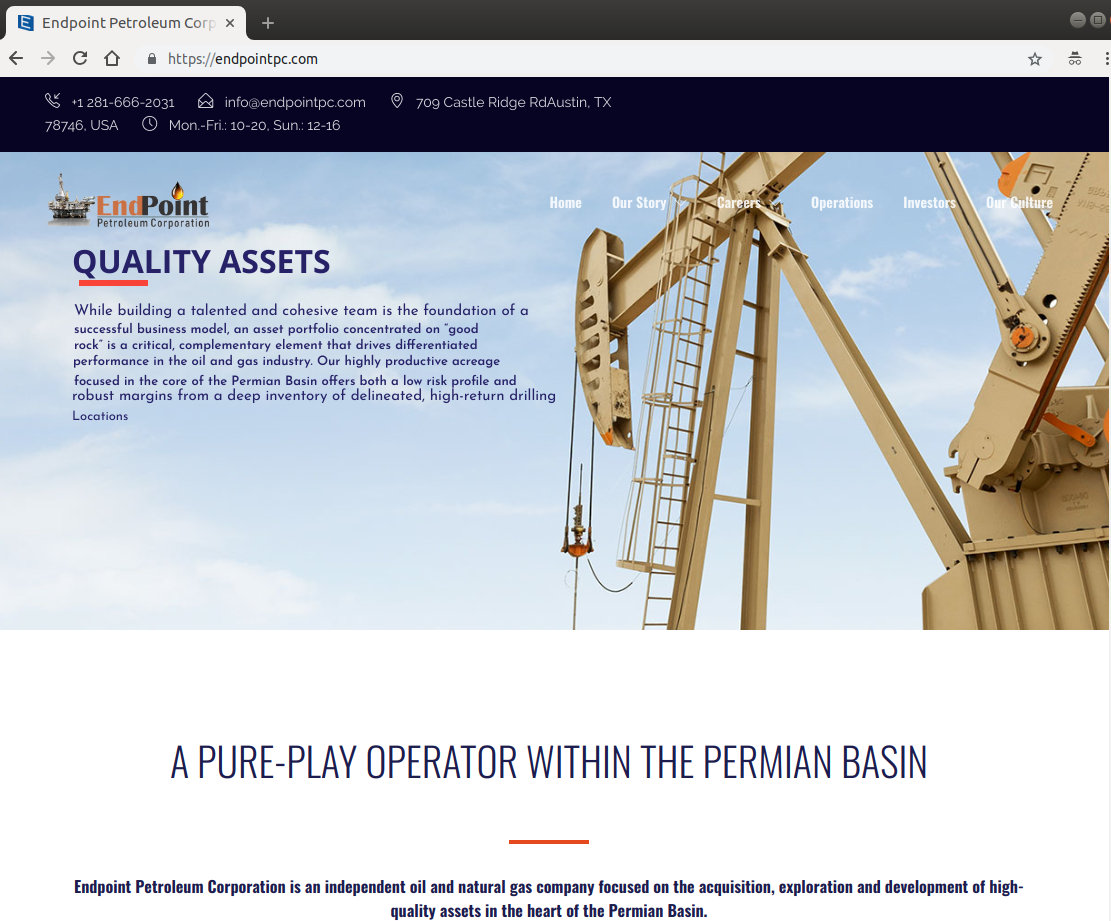 Endpoint Petroleum Corp
https://endpointpc.com
+1 281-666-2031 info@endpointpc.com 709 Castle Ridge RdAustin, TX
78746, USA Mon.-Fri.: 10-20, Sun.: 12-16
EndPoint
Petroleum Corporation
Home Our Story Careers Operations Investors Our Culture
QUALITY ASSETS
While building a talented and cohesive team is the foundation of a
successful business model, an asset portfolio concentrated on “good
rock” is a critical, complementary element that drives differentiated
performance in the oil and gas industry. Our highly productive acreage
focused in the core of the Permian Basin offers both a low risk profile and
robust margins from a deep inventory of delineated, high-return drilling
Locations
A PURE-PLAY OPERATOR WITHIN THE PERMIAN BASIN
Endpoint Petroleum Corporation is an independent oil and natural gas company focused on the acquisition, exploration and development of high-
quality assets in the heart of the Permian Basin.